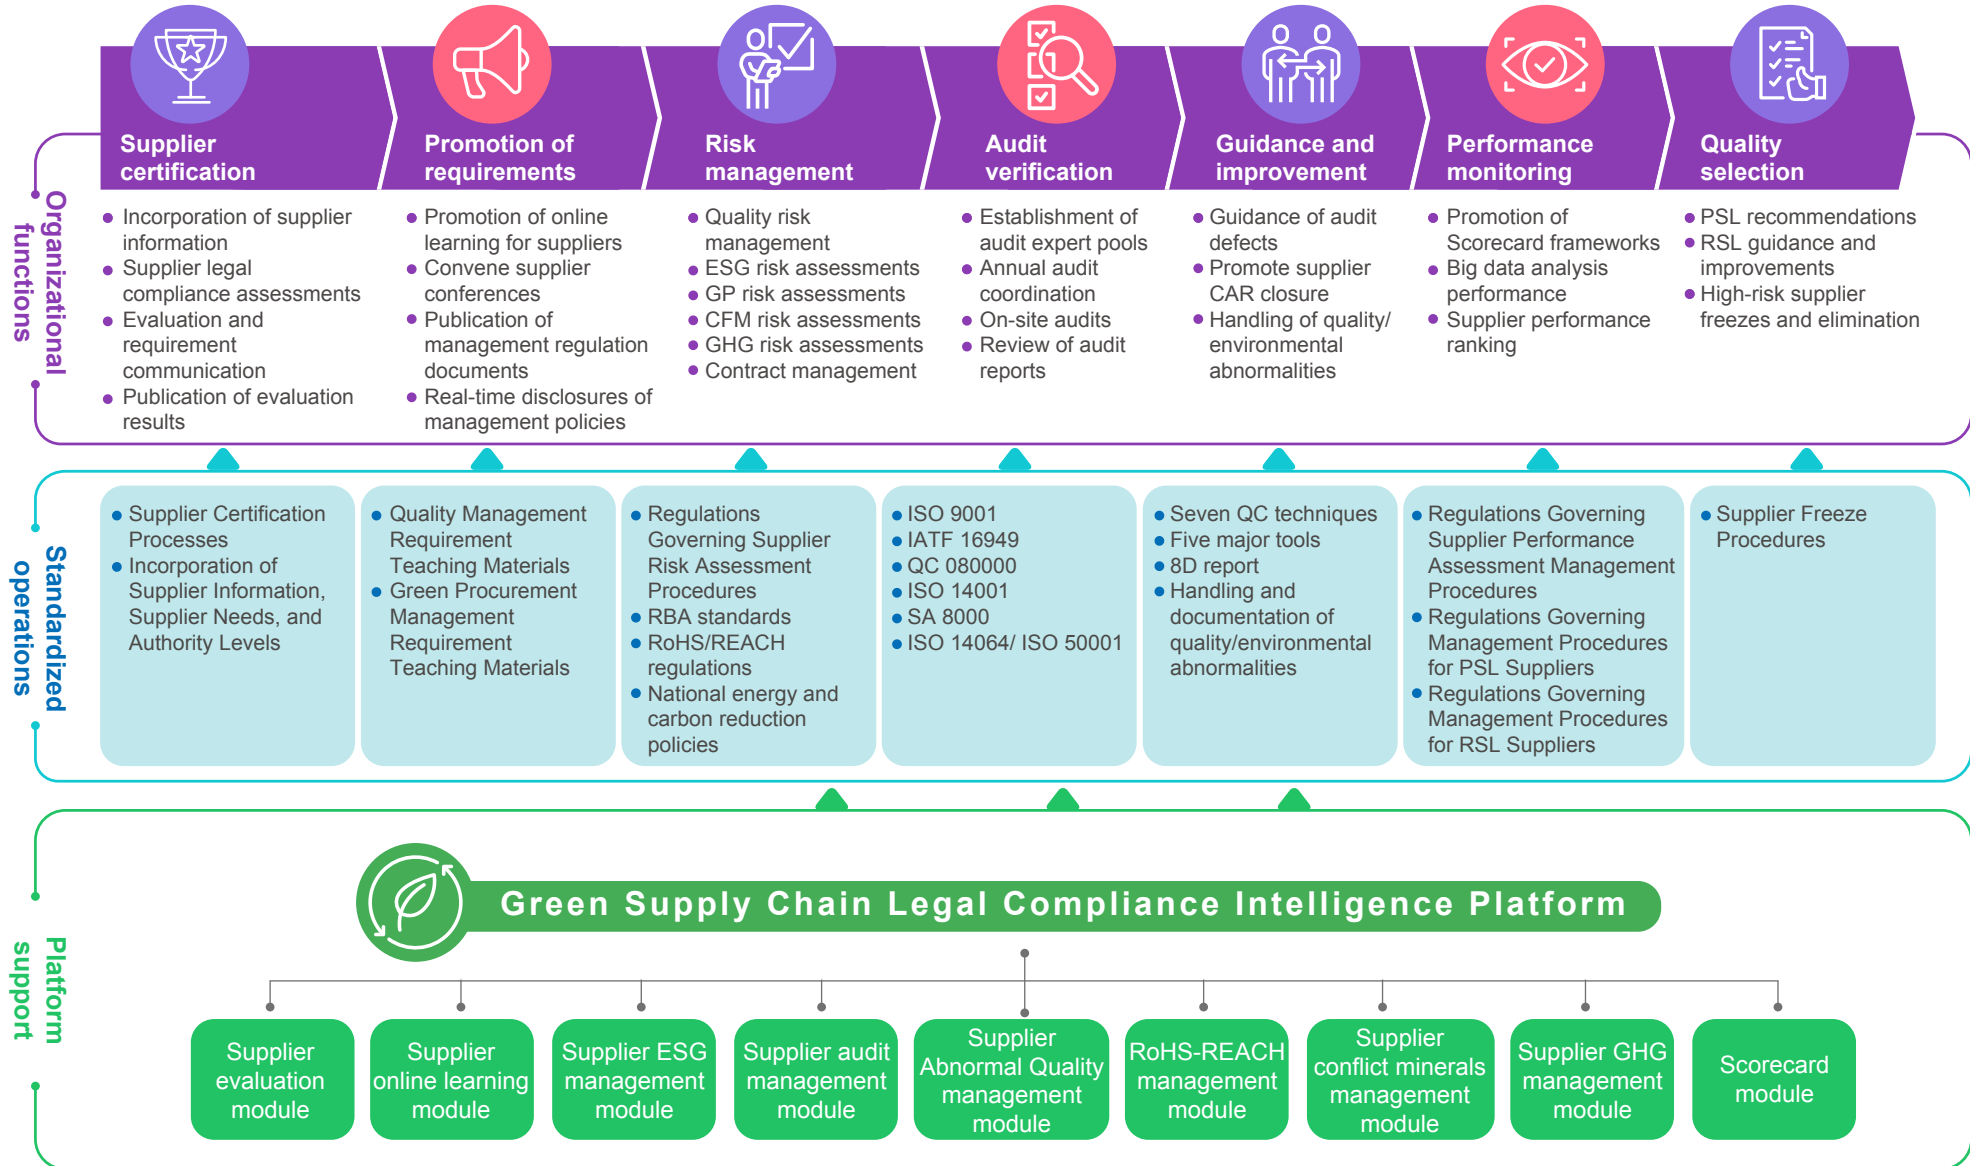 Supplier
certification
Promotion of
requirements
Risk
management
Audit
verification
Guidance and
improvement
Performance
monitoring
Quality
selection
Organizational
functions
Incorporation of supplier
information
Supplier legal
compliance assessments
Evaluation and
requirement
communication
Publication of evaluation
results
Promotion of online
learning for suppliers
Convene supplier
conferences
Publication of
management regulation
documents
Real-time disclosures of
management policies
Quality risk
management
ESG risk assessments
GP risk assessments
CFM risk assessments
GHG risk assessments
Contract management
Establishment of
audit expert pools
Annual audit
coordination
On-site audits
Review of audit
reports
Guidance of audit
defects
Promote supplier
CAR closure
Handling of quality/
environmental
abnormalities
Promotion of
Scorecard frameworks
Big data analysis
performance
Supplier performance
ranking
PSL recommendations
RSL guidance and
improvements
High-risk supplier
freezes and elimination
Standardized
operations
Supplier Certification
Processes
Incorporation of
Supplier Information,
Supplier Needs, and
Authority Levels
Quality Management
Requirement
Teaching Materials
Green Procurement
Management
Requirement
Teaching Materials
Regulations
Governing Supplier
Risk Assessment
Procedures
RBA standards
RoHS/REACH
regulations
National energy and
carbon reduction
policies
ISO 9001
IATF 16949
QC 080000
ISO 14001
SA 8000
ISO 14064/ ISO 50001
Seven QC techniques
Five major tools
8D report
Handling and
documentation of
quality/environmental
abnormalities
Regulations Governing
Supplier Performance
Assessment Management
Procedures
Regulations Governing
Management Procedures
for PSL Suppliers
Regulations Governing
Management Procedures
for RSL Suppliers
Supplier Freeze
Procedures
Platform
support
Green Supply Chain Legal Compliance Intelligence Platform
Supplier
evaluation
module
Supplier
online learning
module
Supplier ESG
management
module
Supplier audit
management
module
Supplier
Abnormal Quality
management
module
RoHS-REACH
management
module
Supplier
conflict minerals
management
module
Supplier GHG
management
module
Scorecard
module